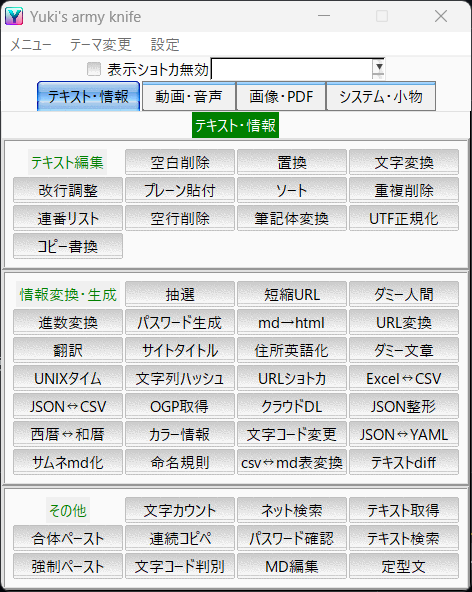 Yuki's army knife
メニュー テーマ変更 設定
表示ショトカ無効
テキスト・情報 動画・音声 画像・PDF システム・小物
テキスト・情報
テキスト編集 空白削除 置換 文字変換
改行調整 プレーン貼付 ソート 重複削除
連番リスト 空行削除 筆記体変換 UTF正規化
コピー書換
情報変換・生成 抽選 短縮URL ダミー人間
進数変換 パスワード生成 md→html URL変換
翻訳 サイトタイトル 住所英語化 ダミー文章
UNIXタイム 文字列ハッシュ URLショトカ Excel↔CSV
JSON↔CSV OGP取得 クラウドDL JSON整形
西暦↔和暦 カラー情報 文字コード変更 JSON↔YAML
サムネmd化 命名規則 csv↔md表変換 テキストdiff
その他 文字カウント ネット検索 テキスト取得
合体ペースト 連続コピペ パスワード確認 テキスト検索
強制ペースト 文字コード判別 MD編集 定型文